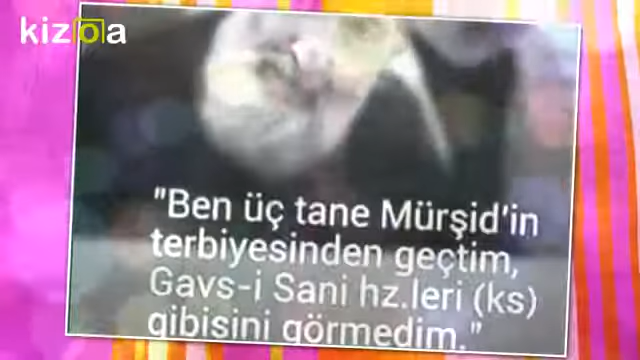 kizoa
"Ben üç tane Mürşid'in
terbiyesinden geçtim,
Gavs-i Sani hz.leri (ks)
gibisini görmedim."